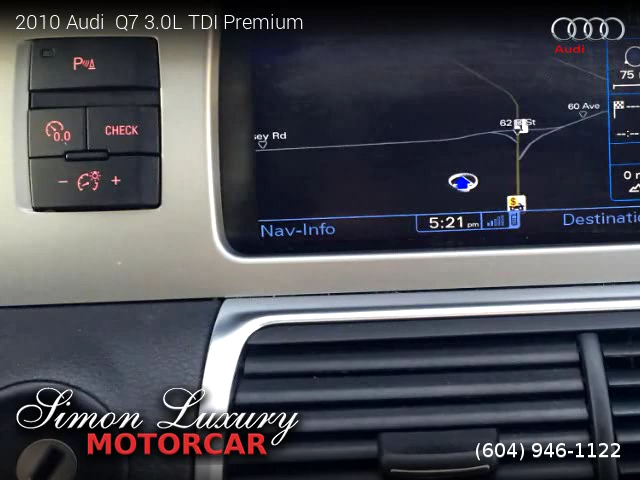 2010 Audi Q7 3.0L TDI Premium
Audi
P
0.0
CHECK
- +
75
60 Ave
62 St
sey Rd
--:--
0 m
5:21 pm
Nav-Info
Destinatio
Simon Luxury
MOTORCAR
(604) 946-1122